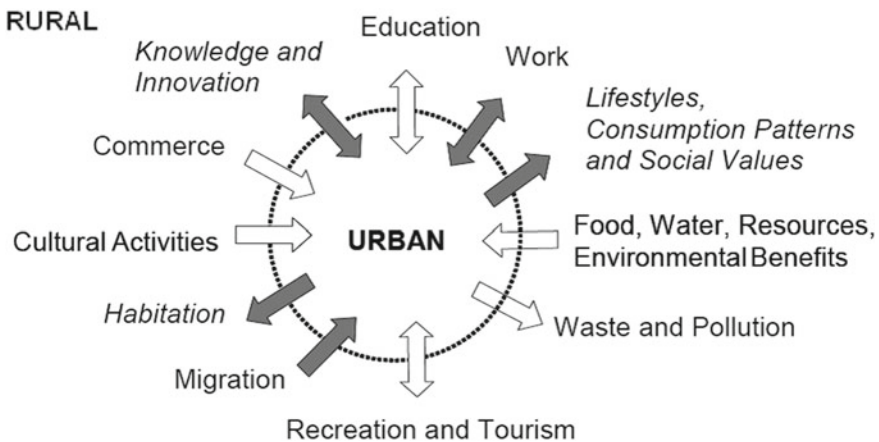 RURAL
Education
Knowledge and
Innovation
Work
Lifestyles,
Consumption Patterns
and Social Values
Commerce
Cultural Activities
URBAN
Food, Water, Resources,
Environmental Benefits
Habitation
Waste and Pollution
Migration
Recreation and Tourism